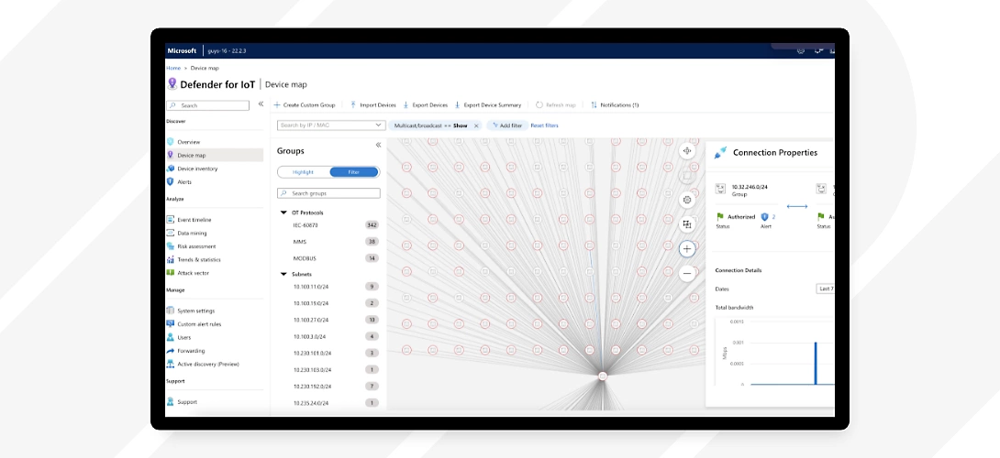 Microsoft guys-16 - 22.2.3
Home > Device map
Defender for IoT | Device map
Search
Create Custom Group Import Devices Export Devices Export Device Summary Refresh map Notifications (1)
Discover
Overview
Device map
Device inventory
Alerts
Analyze
Event timeline
Data mining
Risk assessment
Trends & statistics
Attack vector
Manage
System settings
Custom alert rules
Users
Forwarding
Active discovery (Preview)
Support
Support
Search by IP / MAC
Multicast/broadcast == Show
Add filter
Reset filters
Groups
Highlight Filter
Search groups
OT Protocols
IEC-60870 342
MMS 38
MODBUS 14
Subnets
10.100.11.0/24 9
10.100.19.0/24 2
10.100.27.0/24 10
10.100.3.0/24 4
10.230.101.0/24 3
10.230.103.0/24 1
10.230.192.0/24 7
10.235.24.0/24 1
Connection Properties
10.32.246.0/24
Group
Authorized 2
Status Alert
Au
Status
Connection Details
Dates Last 7
Total bandwidth
Mbps
0.0015
0.001
0.0005
0